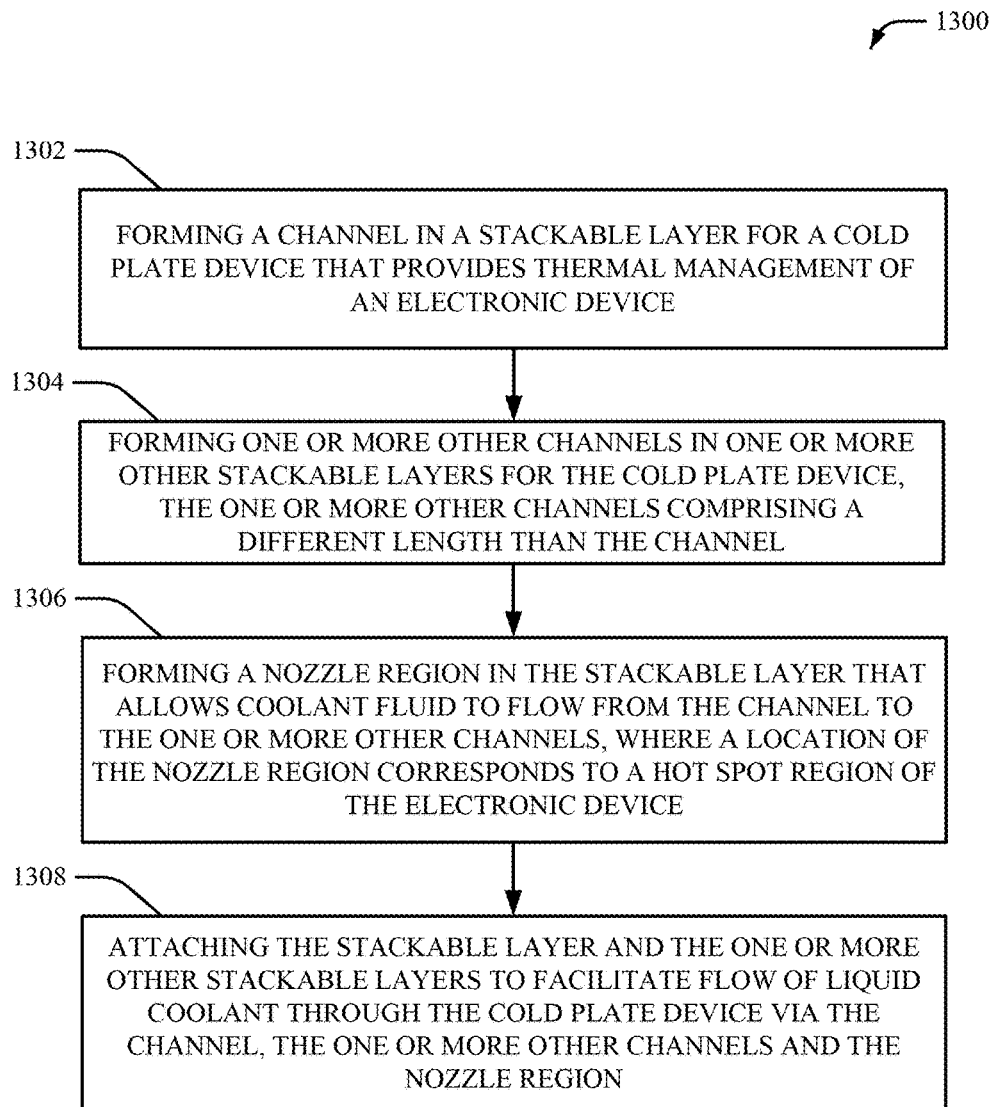 1300
1302
FORMING A CHANNEL IN A STACKABLE LAYER FOR A COLD
PLATE DEVICE THAT PROVIDES THERMAL MANAGEMENT OF
AN ELECTRONIC DEVICE
1304
FORMING ONE OR MORE OTHER CHANNELS IN ONE OR MORE
OTHER STACKABLE LAYERS FOR THE COLD PLATE DEVICE,
THE ONE OR MORE OTHER CHANNELS COMPRISING A
DIFFERENT LENGTH THAN THE CHANNEL
1306
FORMING A NOZZLE REGION IN THE STACKABLE LAYER THAT
ALLOWS COOLANT FLUID TO FLOW FROM THE CHANNEL TO
THE ONE OR MORE OTHER CHANNELS, WHERE A LOCATION OF
THE NOZZLE REGION CORRESPONDS TO A HOT SPOT REGION OF
THE ELECTRONIC DEVICE
1308
ATTACHING THE STACKABLE LAYER AND THE ONE OR MORE
OTHER STACKABLE LAYERS TO FACILITATE FLOW OF LIQUID
COOLANT THROUGH THE COLD PLATE DEVICE VIA THE
CHANNEL, THE ONE OR MORE OTHER CHANNELS AND THE
NOZZLE REGION